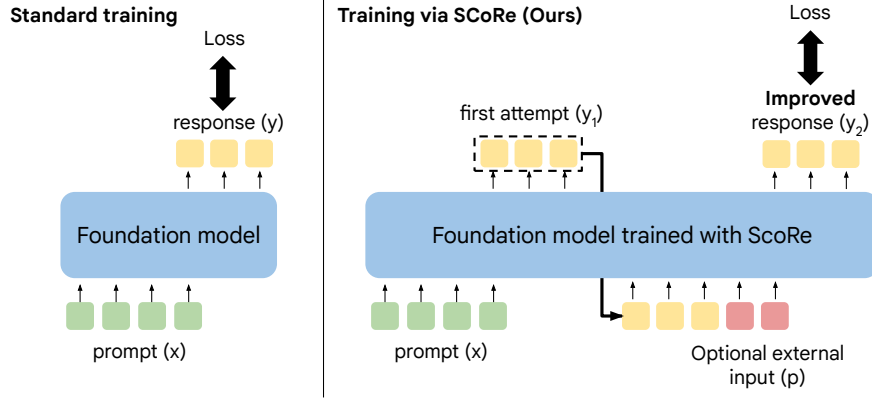 Standard training
Loss
response (y)
Foundation model
prompt (x)
Training via SCoRe (Ours)
Loss
Improved
response (y₂)
first attempt (y₁)
Foundation model trained with ScoRe
prompt (x)
Optional external
input (p)